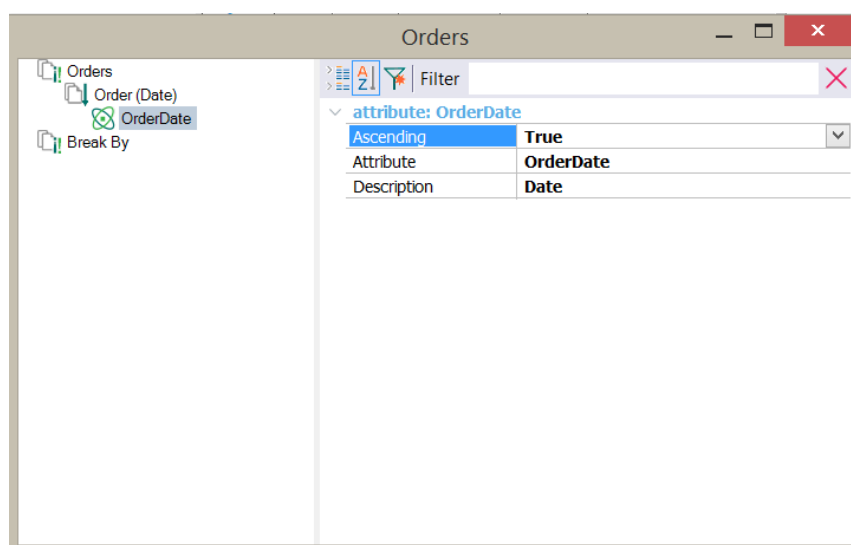 Orders
Orders
Order (Date)
OrderDate
Break By
Filter
attribute: OrderDate
Ascending True
Attribute OrderDate
Description Date